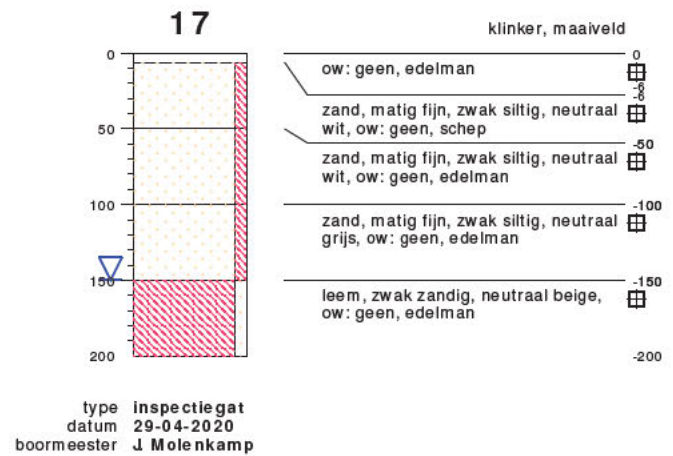 17
klinker, maaiveld
0
50
100
150
200
0
ow: geen, edelman
-6
-6
zand, matig fijn, zwak siltig, neutraal
wit, ow: geen, schep
-50
zand, matig fijn, zwak siltig, neutraal
wit, ow: geen, edelman
-100
zand, matig fijn, zwak siltig, neutraal
grijs, ow: geen, edelman
-150
leem, zwak zandig, neutraal beige,
ow: geen, edelman
-200
type inspectiegat
datum 29-04-2020
boormeester J. Molenkamp